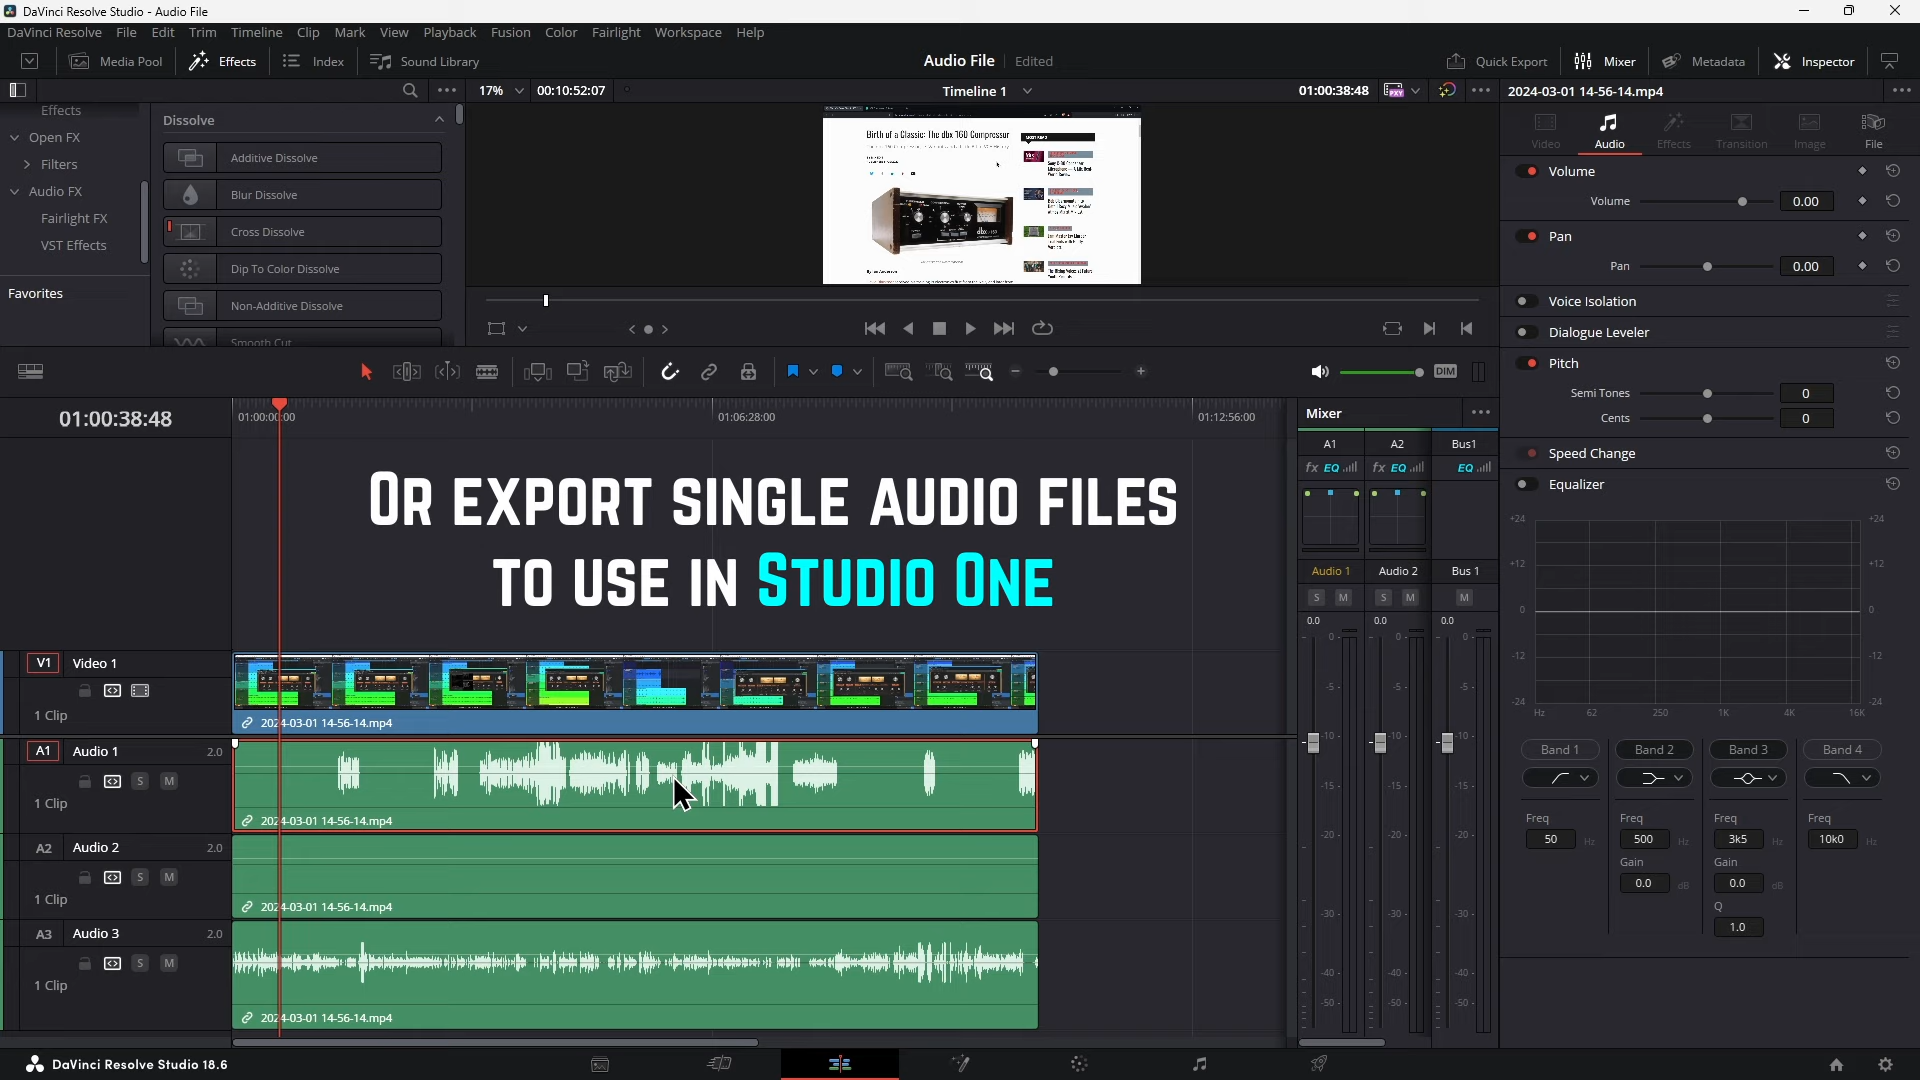 DaVinci Resolve Studio - Audio File
DaVinci Resolve File Edit Trim Timeline Clip Mark View Playback Fusion Color Fairlight Workspace Help
Media Pool Effects Index Sound Library Audio File Edited Quick Export Mixer Metadata Inspector
17% 00:10:52:07 Timeline 1 01:00:38:48 2024-03-01 14-56-14.mp4
Effects
Open FX
Filters
Audio FX
Fairlight FX
VST Effects
Favorites
Dissolve
Additive Dissolve
Blur Dissolve
Cross Dissolve
Dip To Color Dissolve
Non-Additive Dissolve
Smooth Cut
Birth of a Classic: The dbx 160 Compressor
Video Audio Effects Transition Image File
Volume
Volume 0.00
Pan
Pan 0.00
Voice Isolation
Dialogue Leveler
Pitch
Semi Tones 0
Cents 0
Speed Change
Equalizer
+24 +24
+12 +12
0 0
-12 -12
-24 -24
Hz 62 250 1K 4K 16K
Band 1 Band 2 Band 3 Band 4
Freq Freq Freq Freq
50 Hz 500 Hz 3k5 Hz 10k0 Hz
Gain Gain
0.0 dB 0.0 dB
Q
1.0
DIM
01:00:38:48
01:00:00:00 01:06:28:00 01:12:56:00
Or export single audio files
to use in Studio One
Mixer
A1 A2 Bus1
fx EQ fx EQ EQ
Audio 1 Audio 2 Bus 1
S M S M M
0.0 0.0 0.0
0- 0- 0-
-5- -5- -5-
-10- -10- -10-
-15- -15- -15-
-20- -20- -20-
-30- -30- -30-
-40- -40- -40-
-50- -50- -50-
V1 Video 1
1 Clip
2024-03-01 14-56-14.mp4
A1 Audio 1 2.0
S M
1 Clip
2024-03-01 14-56-14.mp4
A2 Audio 2 2.0
S M
1 Clip
2024-03-01 14-56-14.mp4
A3 Audio 3 2.0
S M
1 Clip
2024-03-01 14-56-14.mp4
DaVinci Resolve Studio 18.6